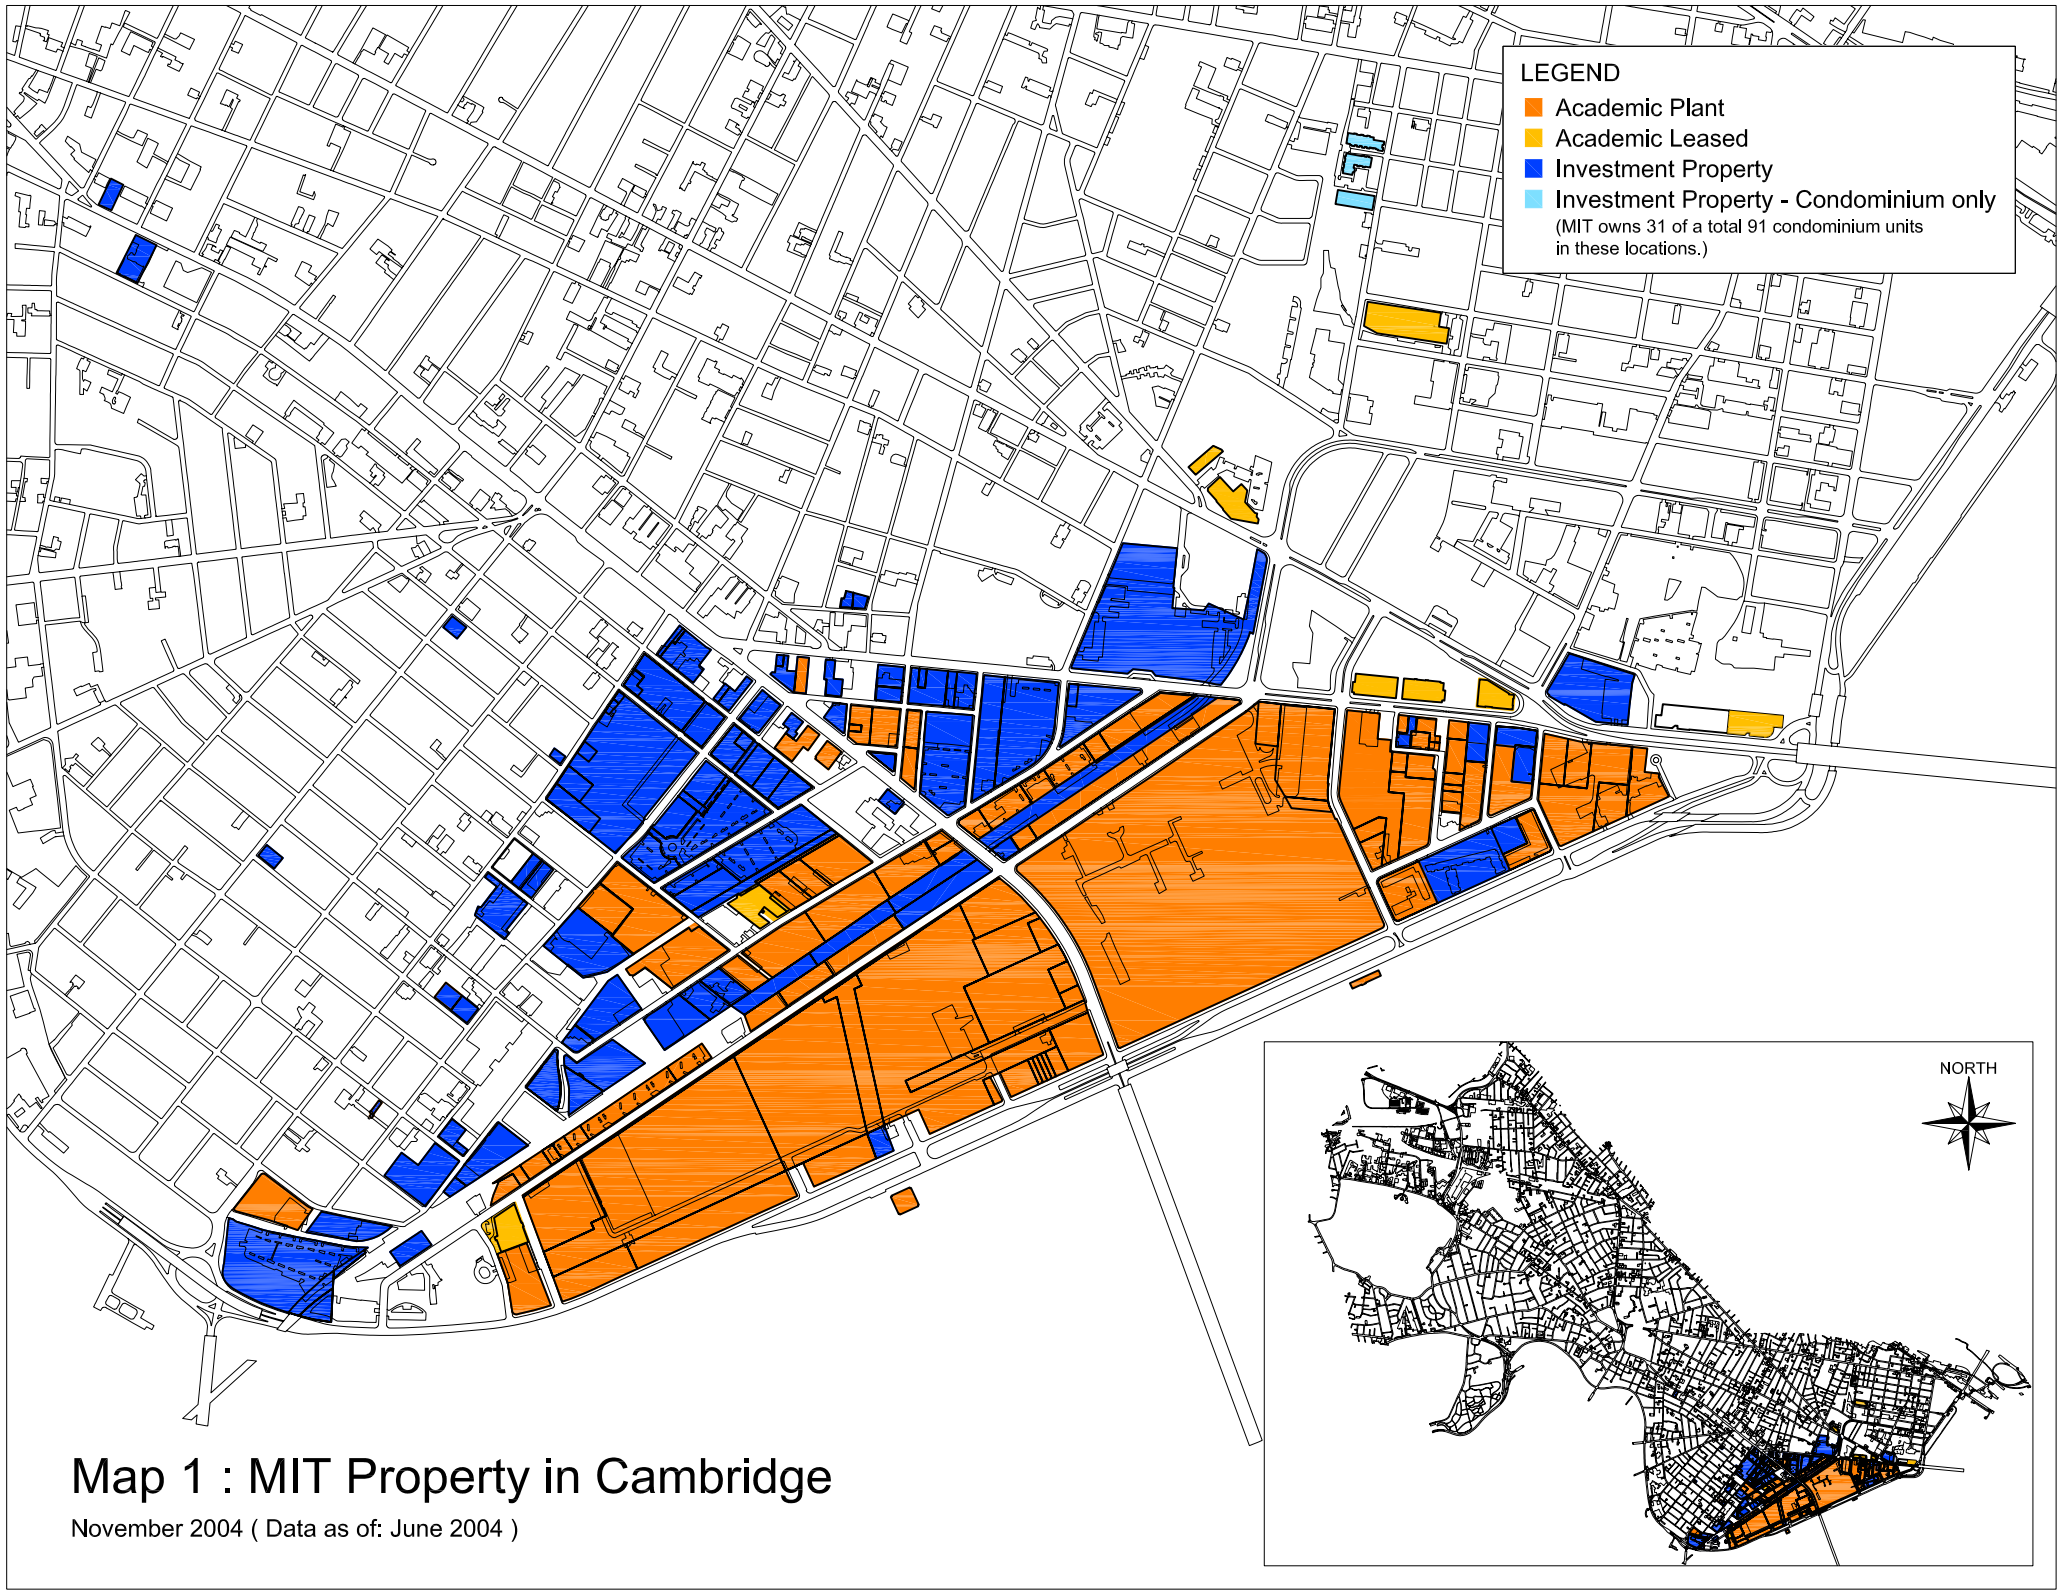 LEGEND
Academic Plant
Academic Leased
Investment Property
Investment Property - Condominium only
(MIT owns 31 of a total 91 condominium units
in these locations.)
NORTH
Map 1 : MIT Property in Cambridge
November 2004 ( Data as of: June 2004 )